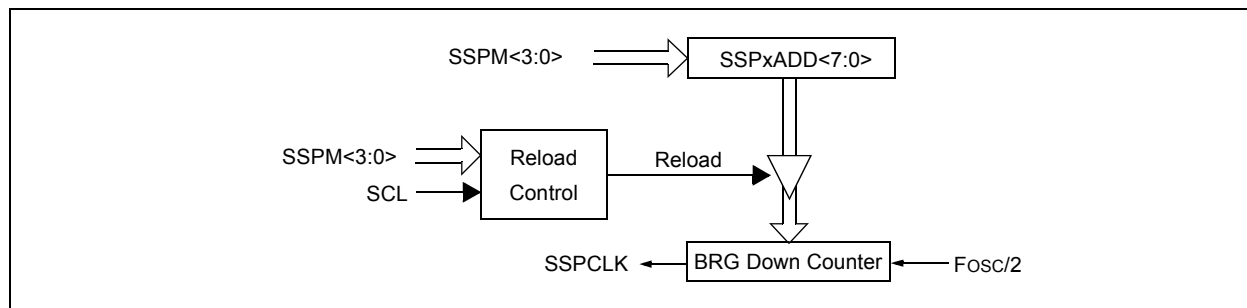 SSPM<3:0>
SSPxADD<7:0>
SSPM<3:0>
SCL
Reload
Control
Reload
SSPCLK
BRG Down Counter
FOSC/2